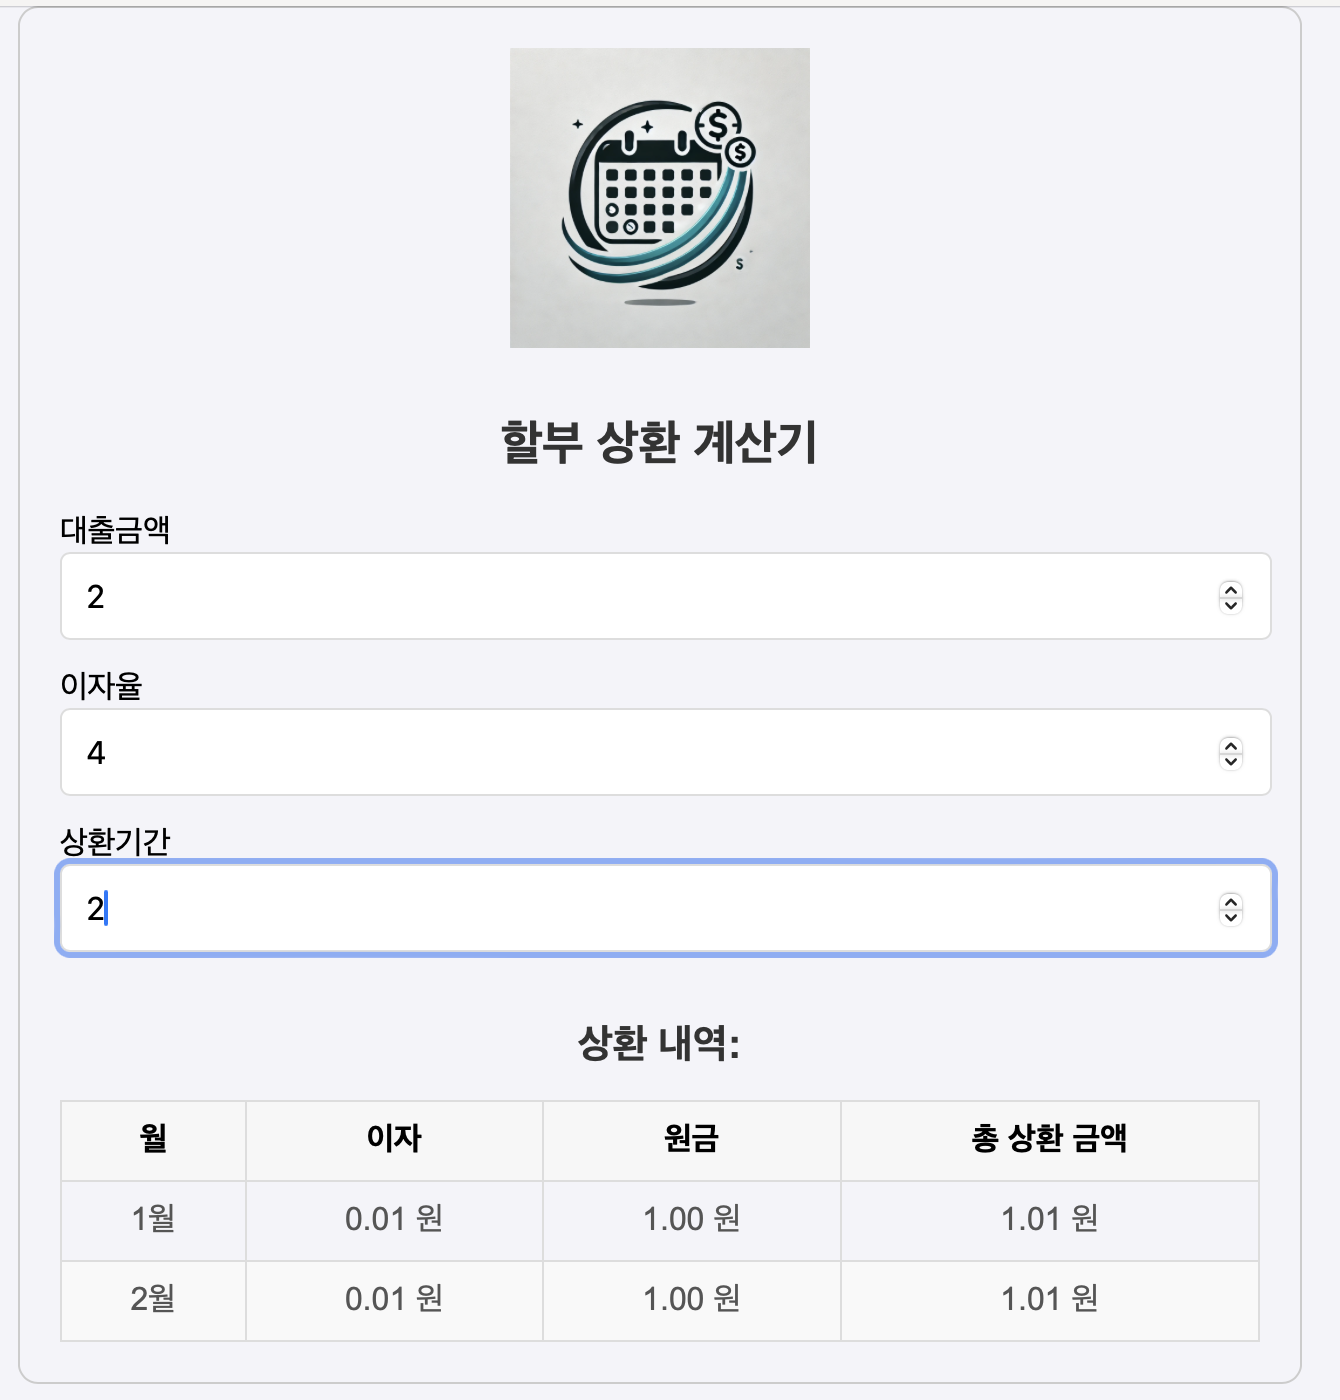 $
$
S
할부 상환 계산기
대출금액
2
이자율
4
상환기간
2
상환 내역:
월 이자 원금 총 상환 금액
1월 0.01 원 1.00 원 1.01 원
2월 0.01 원 1.00 원 1.01 원